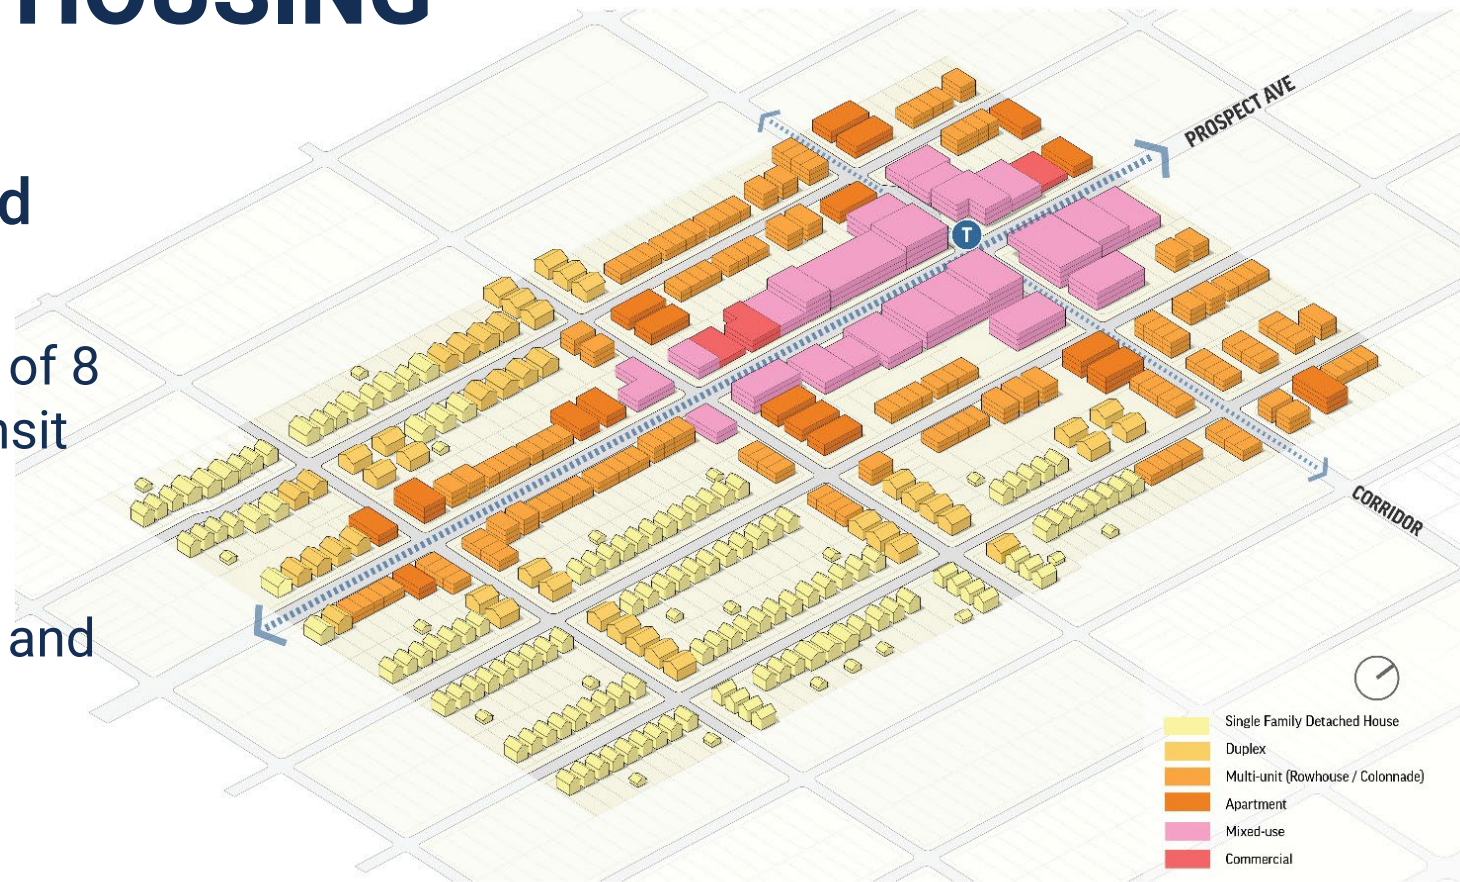 HOUSING
d
of 8
nsit
and
PROSPECT AVE
T
CORRIDOR
Single Family Detached House
Duplex
Multi-unit (Rowhouse / Colonnade)
Apartment
Mixed-use
Commercial